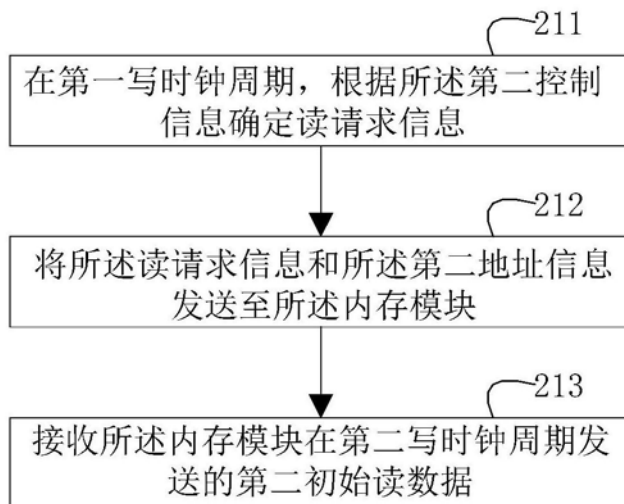 211
在第一写时钟周期，根据所述第二控制
信息确定读请求信息
212
将所述读请求信息和所述第二地址信息
发送至所述内存模块
213
接收所述内存模块在第二写时钟周期发
送的第二初始读数据